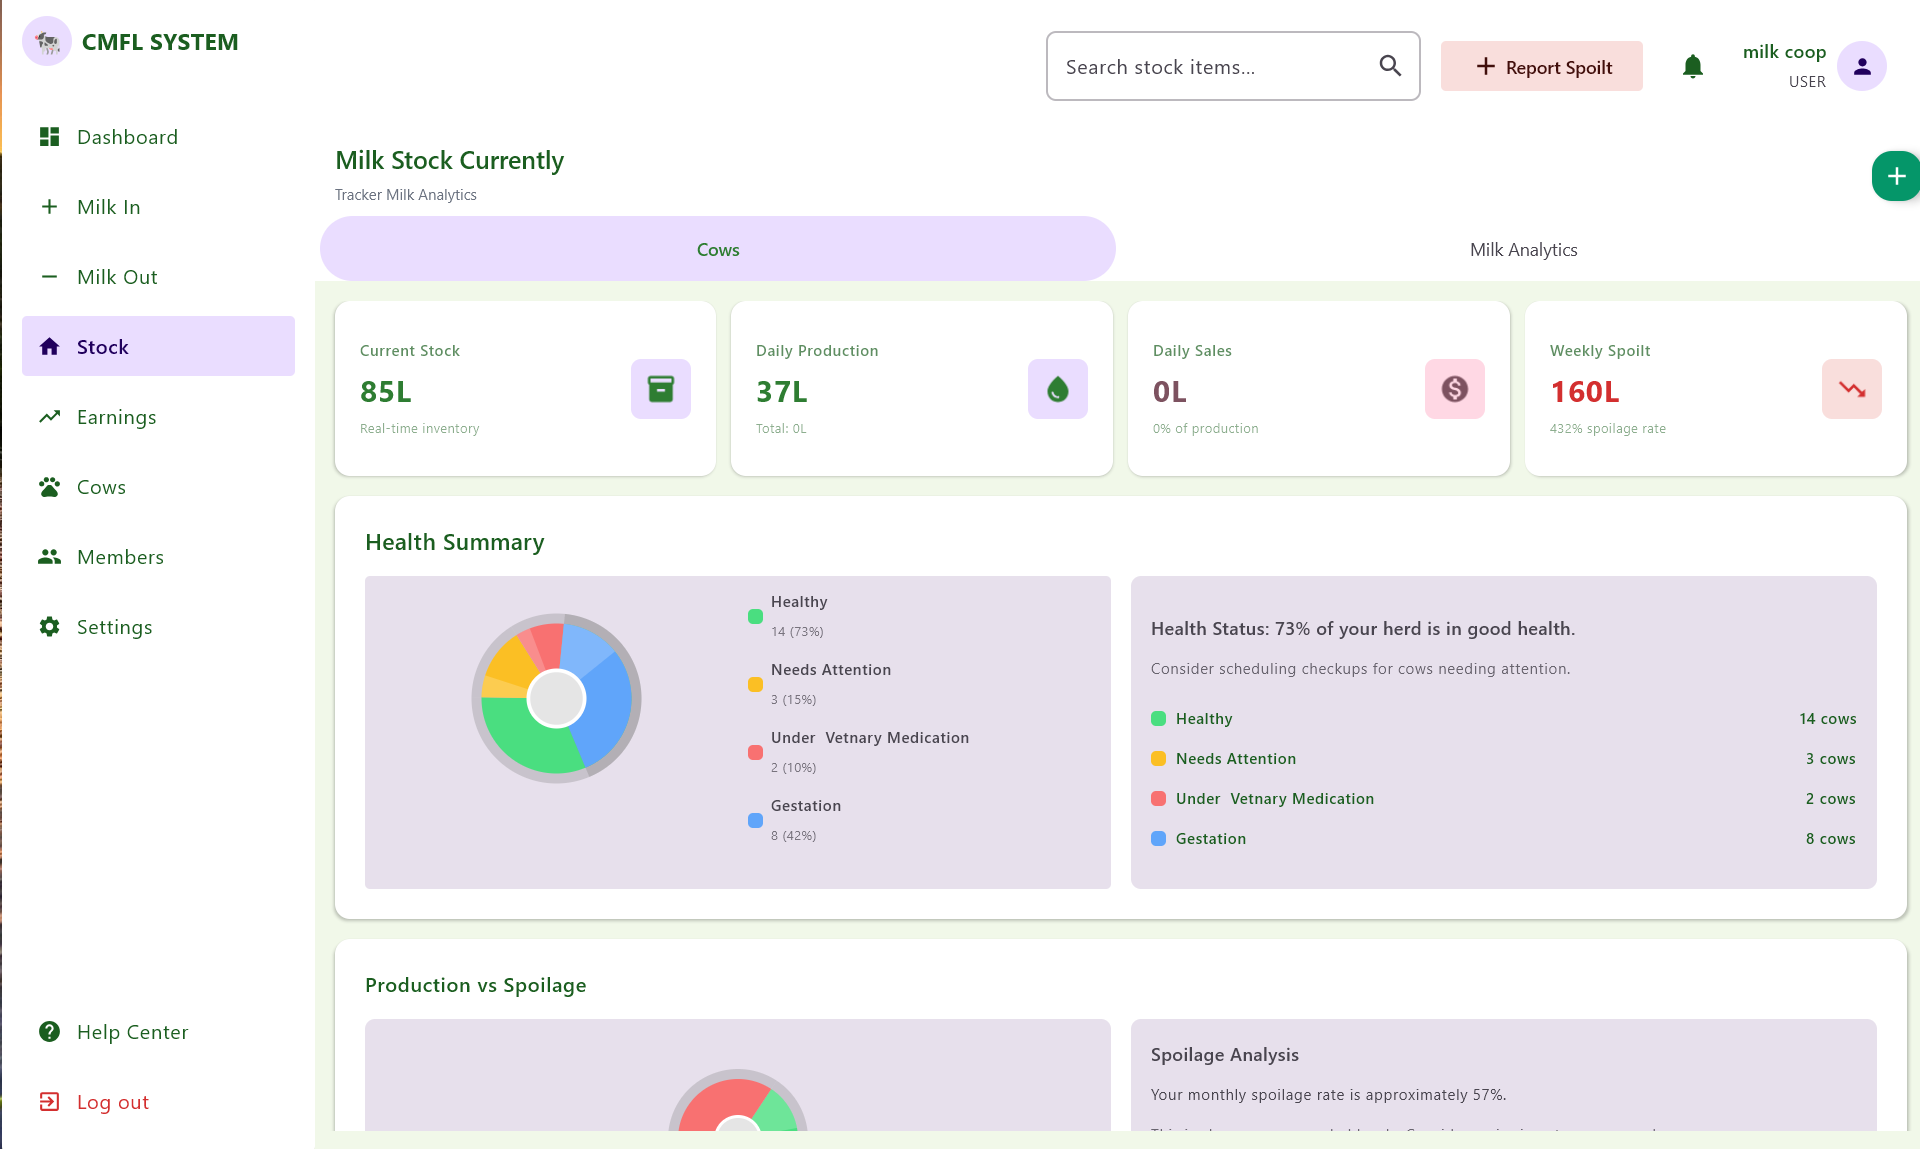 CMFL SYSTEM
Search stock items...
Report Spoilt
milk coop
USER
Dashboard
Milk In
Milk Out
Stock
Earnings
Cows
Members
Settings
Help Center
Log out
Milk Stock Currently
Tracker Milk Analytics
Cows
Milk Analytics
Current Stock
85L
Real-time inventory
Daily Production
37L
Total: 0L
Daily Sales
0L
0% of production
Weekly Spoilt
160L
432% spoilage rate
Health Summary
Healthy
14 (73%)
Needs Attention
3 (15%)
Under  Vetnary Medication
2 (10%)
Gestation
8 (42%)
Health Status: 73% of your herd is in good health.
Consider scheduling checkups for cows needing attention.
Healthy
14 cows
Needs Attention
3 cows
Under  Vetnary Medication
2 cows
Gestation
8 cows
Production vs Spoilage
Spoilage Analysis
Your monthly spoilage rate is approximately 57%.